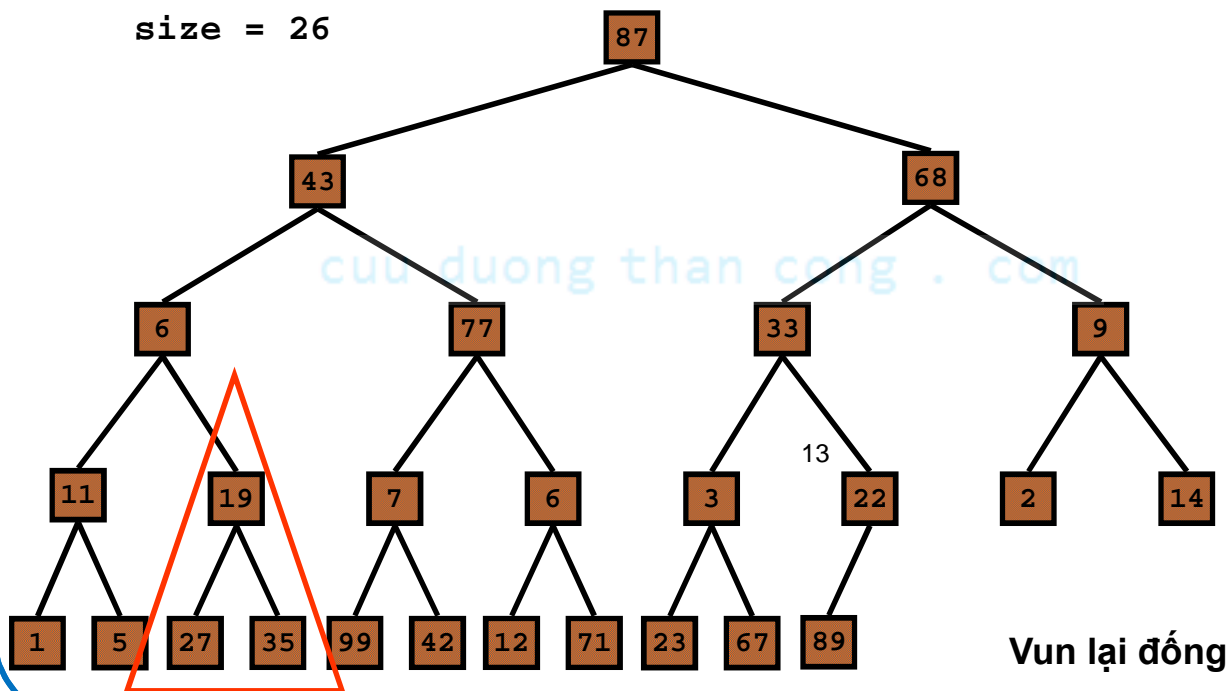 size = 26
87
43 68
cuu duong than cong . com
6 77 33 9
13
11 19 7 6 3 22 2 14
1 5 27 35 99 42 12 71 23 67 89
Vun lại đống